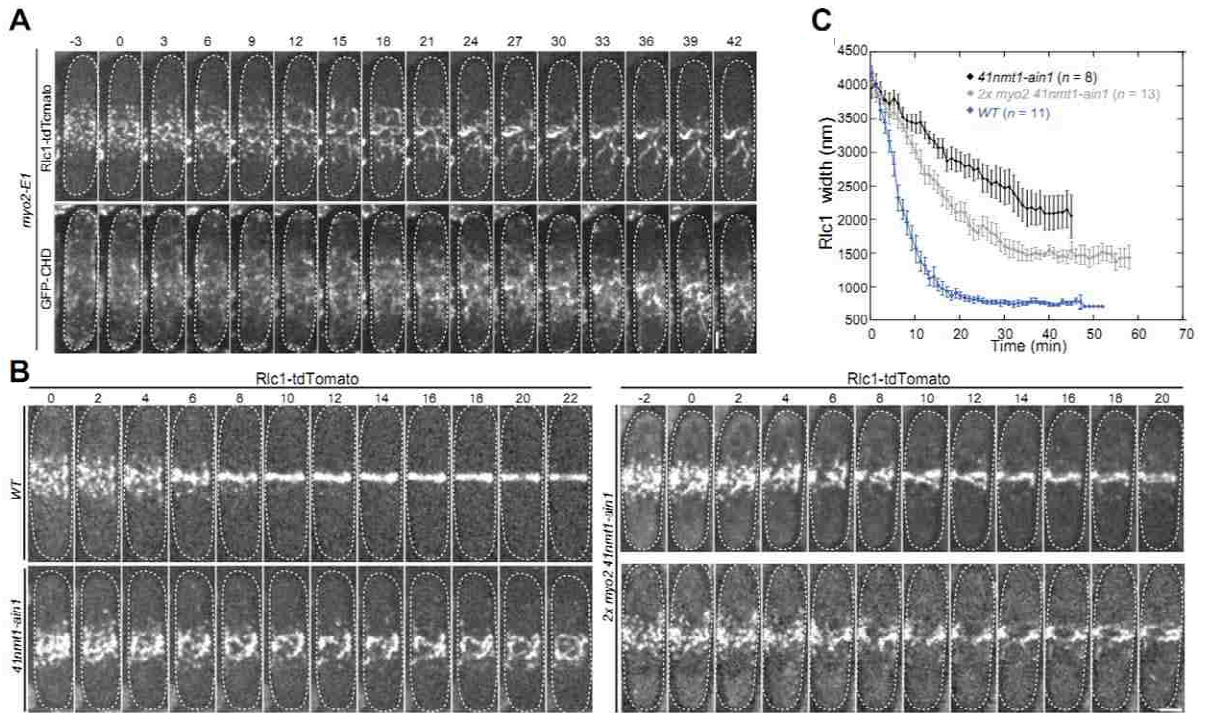 A
-3 0 3 6 9 12 15 18 21 24 27 30 33 36 39 42
myo2-E1
Rlc1-tdTomato
GFP-CHD
C
Rlc1 width (nm)
4500
4000
3500
3000
2500
2000
1500
1000
500
41nmt1-ain1 (n = 8)
2x myo2 41nmt1-ain1 (n = 13)
WT (n = 11)
0 10 20 30 40 50 60 70
Time (min)
B
Rlc1-tdTomato
0 2 4 6 8 10 12 14 16 18 20 22
WT
41nmt1-ain1
Rlc1-tdTomato
-2 0 2 4 6 8 10 12 14 16 18 20
2x myo2 41nmt1-ain1